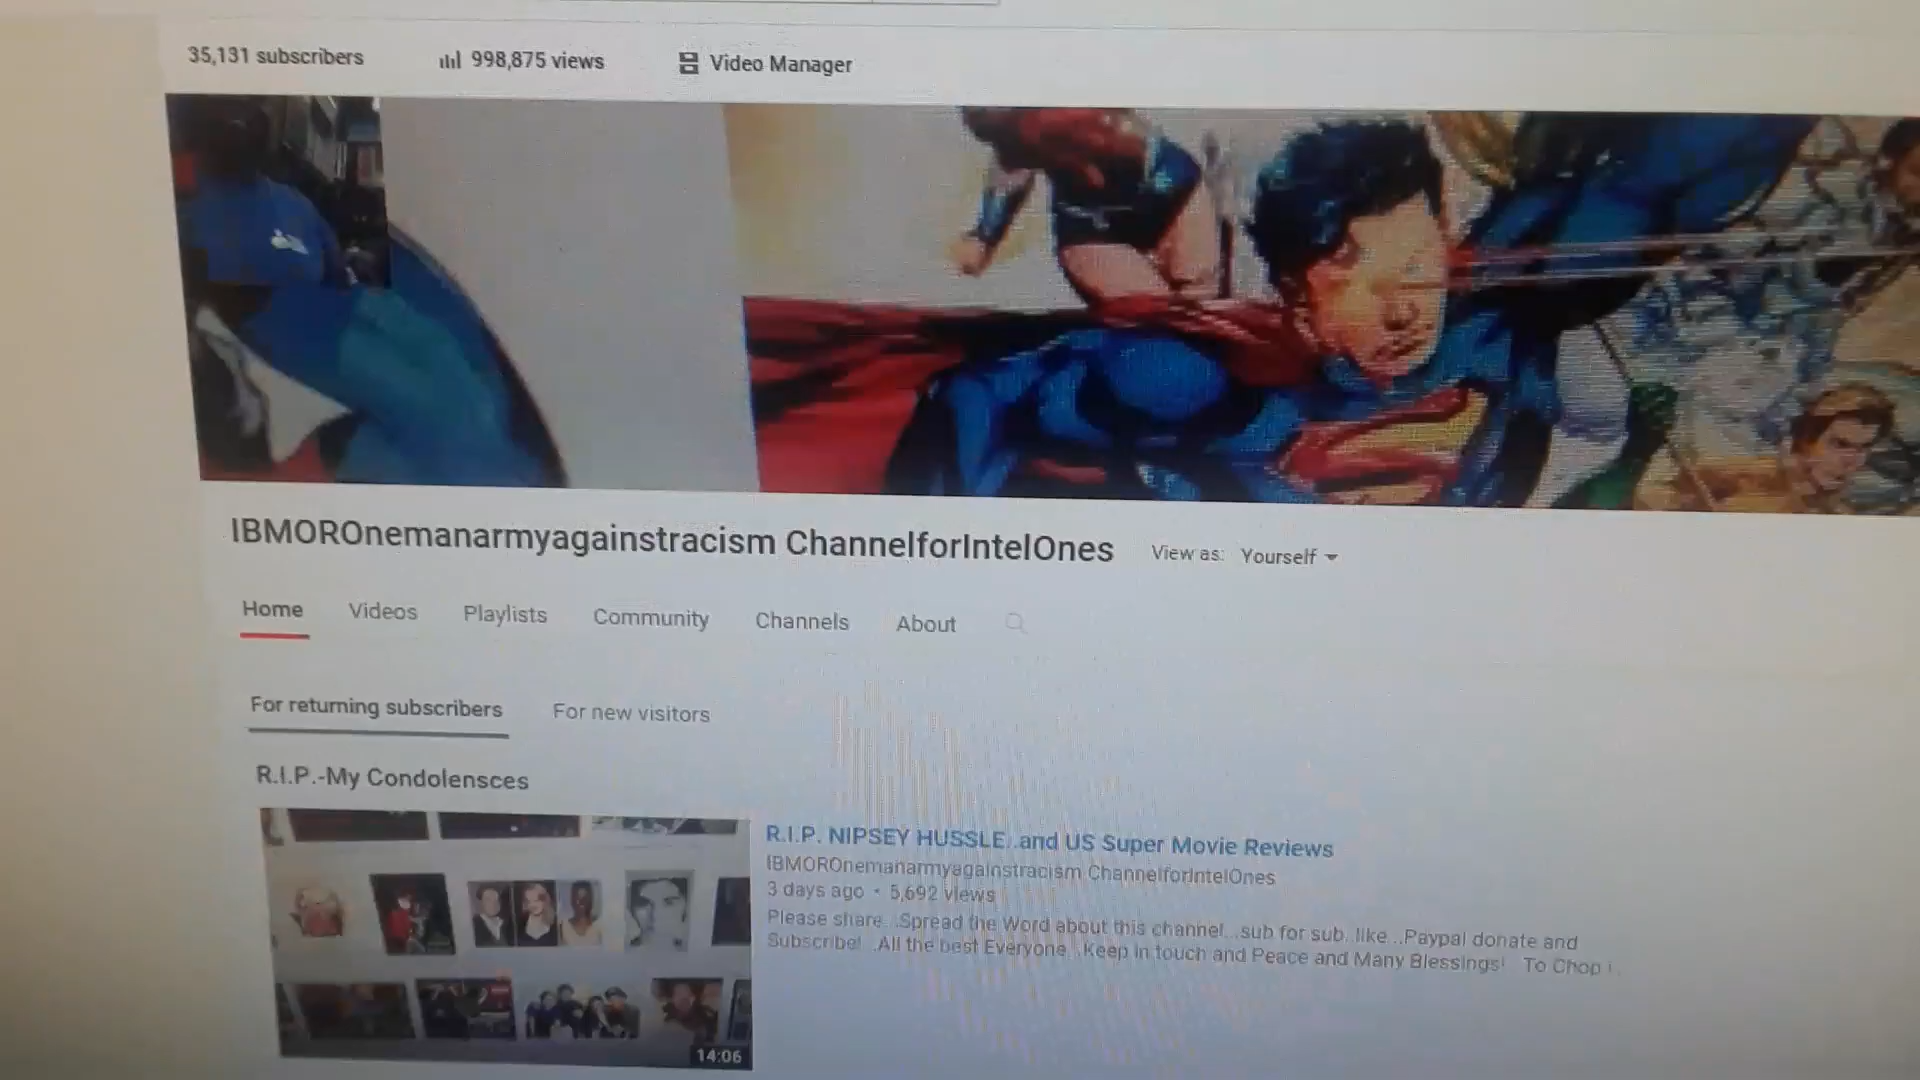 35,131 subscribers
998,875 views
Video Manager
IBMOROnemanarmyagainstracism ChannelforIntelOnes
View as: Yourself
Home Videos Playlists Community Channels About
For returning subscribers For new visitors
R.I.P.-My Condolensces
R.I.P. NIPSEY HUSSLE..and US Super Movie Reviews
IBMOROnemanarmyagainstracism ChannelforIntelOnes
3 days ago • 5,692 views
Please share...Spread the Word about this channel...sub for sub..like...Paypal donate and
Subscribe! ..All the best Everyone...Keep in touch and Peace and Many Blessings! To Chop
14:06